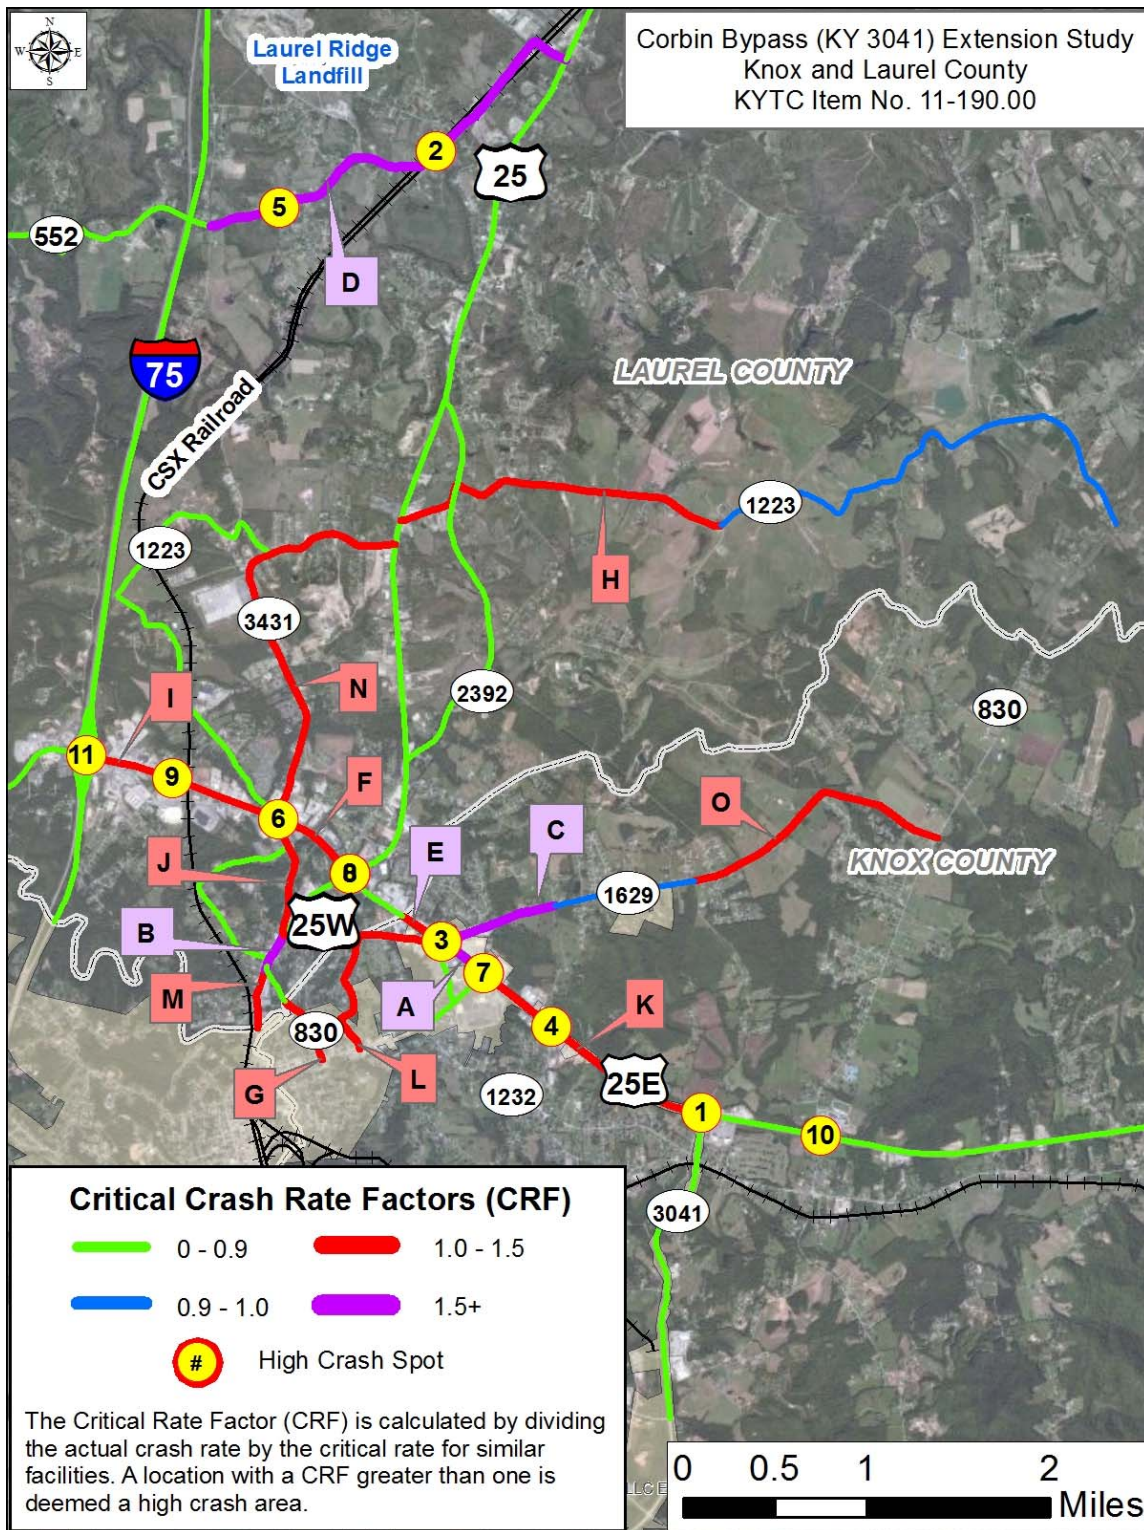 N
W
E
S
Laurel Ridge
Landfill
Corbin Bypass (KY 3041) Extension Study
Knox and Laurel County
KYTC Item No. 11-190.00
2
25
5
552
D
75
LAUREL COUNTY
CSX Railroad
1223
1223
H
3431
N
2392
830
I
11
9
F
6
O
C
J
E
8
KNOX COUNTY
1629
25W
B
3
7
M
A
K
4
830
L
G
1232
25E
1
10
3041
Critical Crash Rate Factors (CRF)
0 - 0.9
1.0 - 1.5
0.9 - 1.0
1.5+
#
High Crash Spot
The Critical Rate Factor (CRF) is calculated by dividing
the actual crash rate by the critical rate for similar
facilities. A location with a CRF greater than one is
deemed a high crash area.
LLC E
0 0.5 1 2
Miles